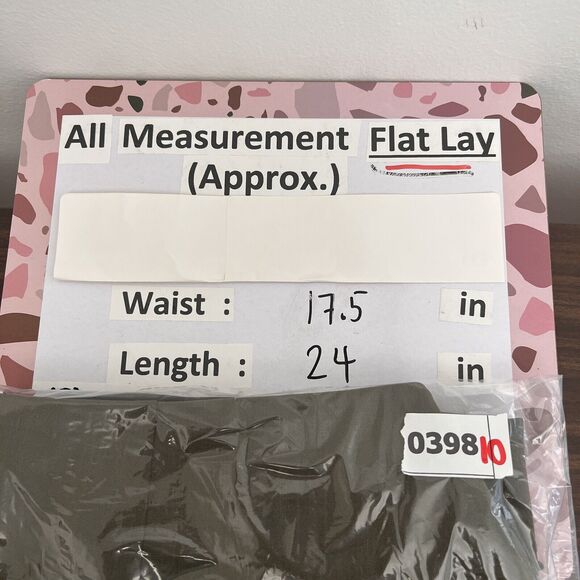 All Measurement Flat Lay
(Approx.)
Waist : 17.5 in
Length : 24 in
039810